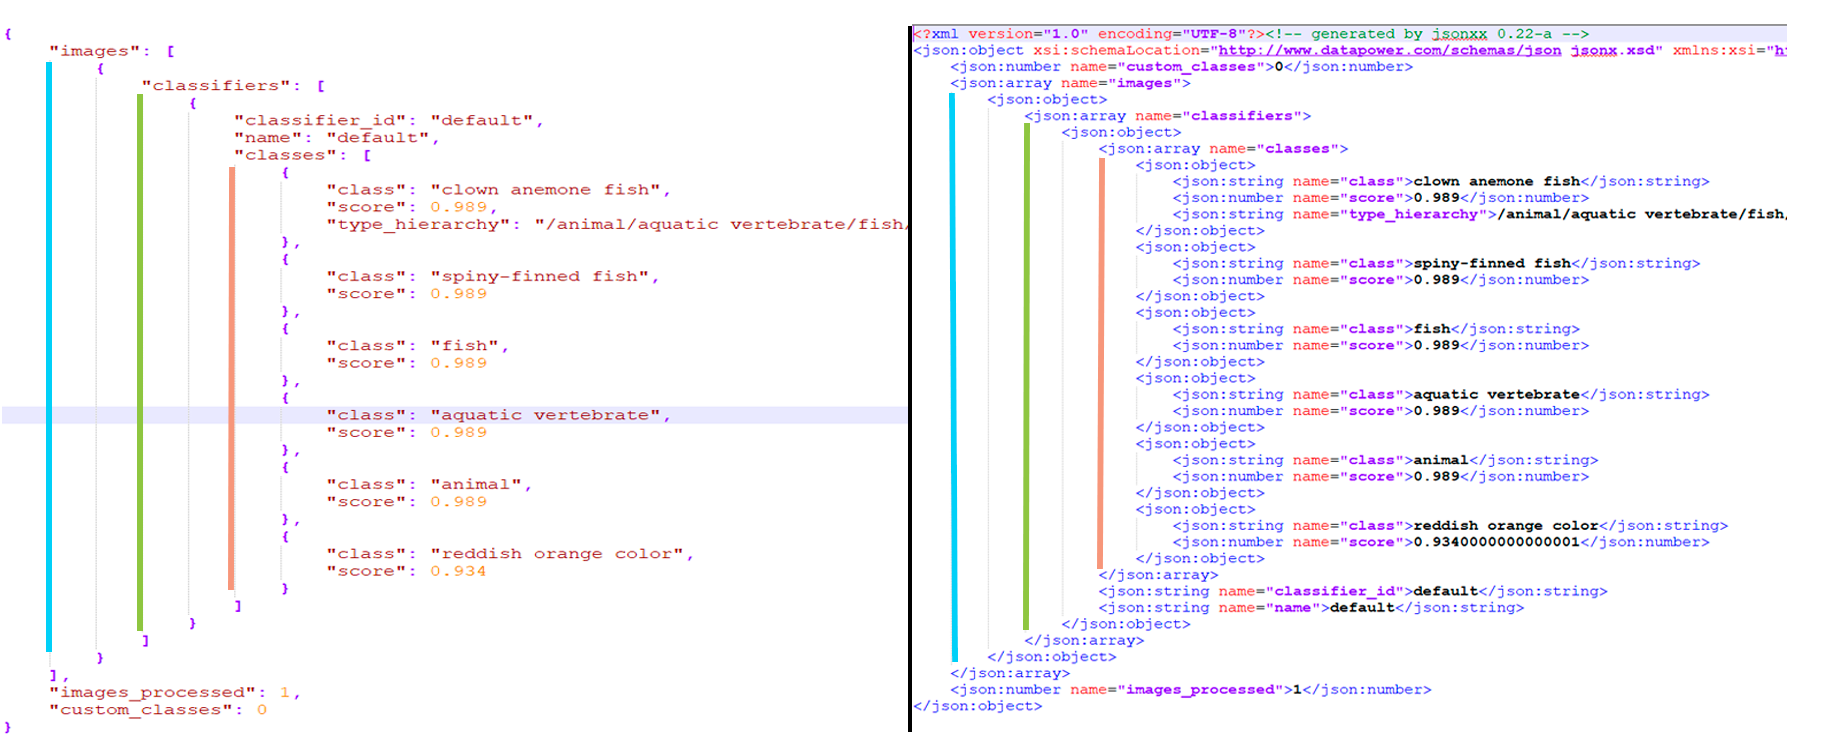 {
"images": [
{
"classifiers": [
{
"classifier_id": "default",
"name": "default",
"classes": [
{
"class": "clown anemone fish",
"score": 0.989,
"type_hierarchy": "/animal/aquatic vertebrate/fish/
},
{
"class": "spiny-finned fish",
"score": 0.989
},
{
"class": "fish",
"score": 0.989
},
{
"class": "aquatic vertebrate",
"score": 0.989
},
{
"class": "animal",
"score": 0.989
},
{
"class": "reddish orange color",
"score": 0.934
}
]
}
]
}
],
"images_processed": 1,
"custom_classes": 0
}
<?xml version="1.0" encoding="UTF-8"?><!-- generated by jsonxx 0.22-a -->
<json:object xsi:schemaLocation="http://www.datapower.com/schemas/json jsonx.xsd" xmlns:xsi="ht
<json:number name="custom_classes">0</json:number>
<json:array name="images">
<json:object>
<json:array name="classifiers">
<json:object>
<json:array name="classes">
<json:object>
<json:string name="class">clown anemone fish</json:string>
<json:number name="score">0.989</json:number>
<json:string name="type_hierarchy">/animal/aquatic vertebrate/fish/
</json:object>
<json:object>
<json:string name="class">spiny-finned fish</json:string>
<json:number name="score">0.989</json:number>
</json:object>
<json:object>
<json:string name="class">fish</json:string>
<json:number name="score">0.989</json:number>
</json:object>
<json:object>
<json:string name="class">aquatic vertebrate</json:string>
<json:number name="score">0.989</json:number>
</json:object>
<json:object>
<json:string name="class">animal</json:string>
<json:number name="score">0.989</json:number>
</json:object>
<json:object>
<json:string name="class">reddish orange color</json:string>
<json:number name="score">0.9340000000000001</json:number>
</json:object>
</json:array>
<json:string name="classifier_id">default</json:string>
<json:string name="name">default</json:string>
</json:object>
</json:array>
</json:object>
</json:array>
<json:number name="images_processed">1</json:number>
</json:object>